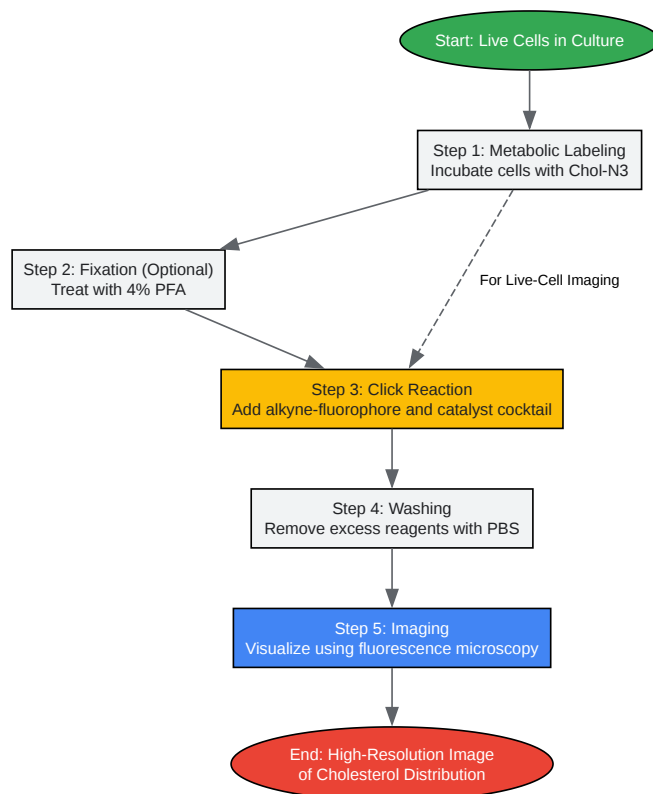 Start: Live Cells in Culture
Step 1: Metabolic Labeling
Incubate cells with Chol-N3
Step 2: Fixation (Optional)
Treat with 4% PFA
For Live-Cell Imaging
Step 3: Click Reaction
Add alkyne-fluorophore and catalyst cocktail
Step 4: Washing
Remove excess reagents with PBS
Step 5: Imaging
Visualize using fluorescence microscopy
End: High-Resolution Image
of Cholesterol Distribution